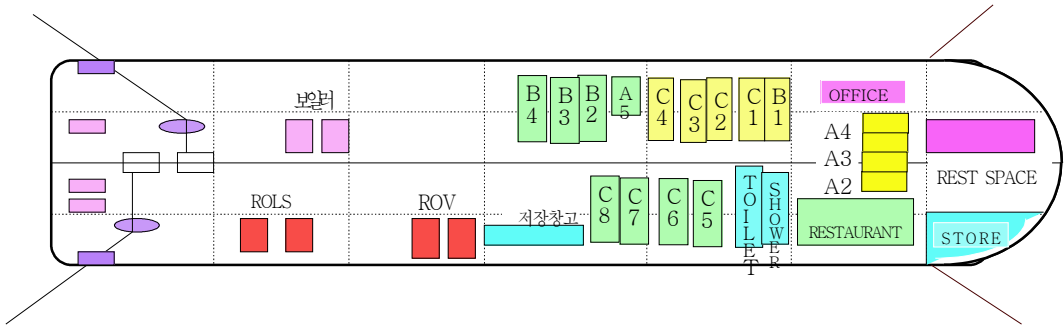 보일러
B4
B3
B2
A5
C4
C3
C2
C1
B1
OFFICE
A4
A3
A2
REST SPACE
ROLS
ROV
저장창고
C8
C7
C6
C5
TOILET
SHOWER
RESTAURANT
STORE